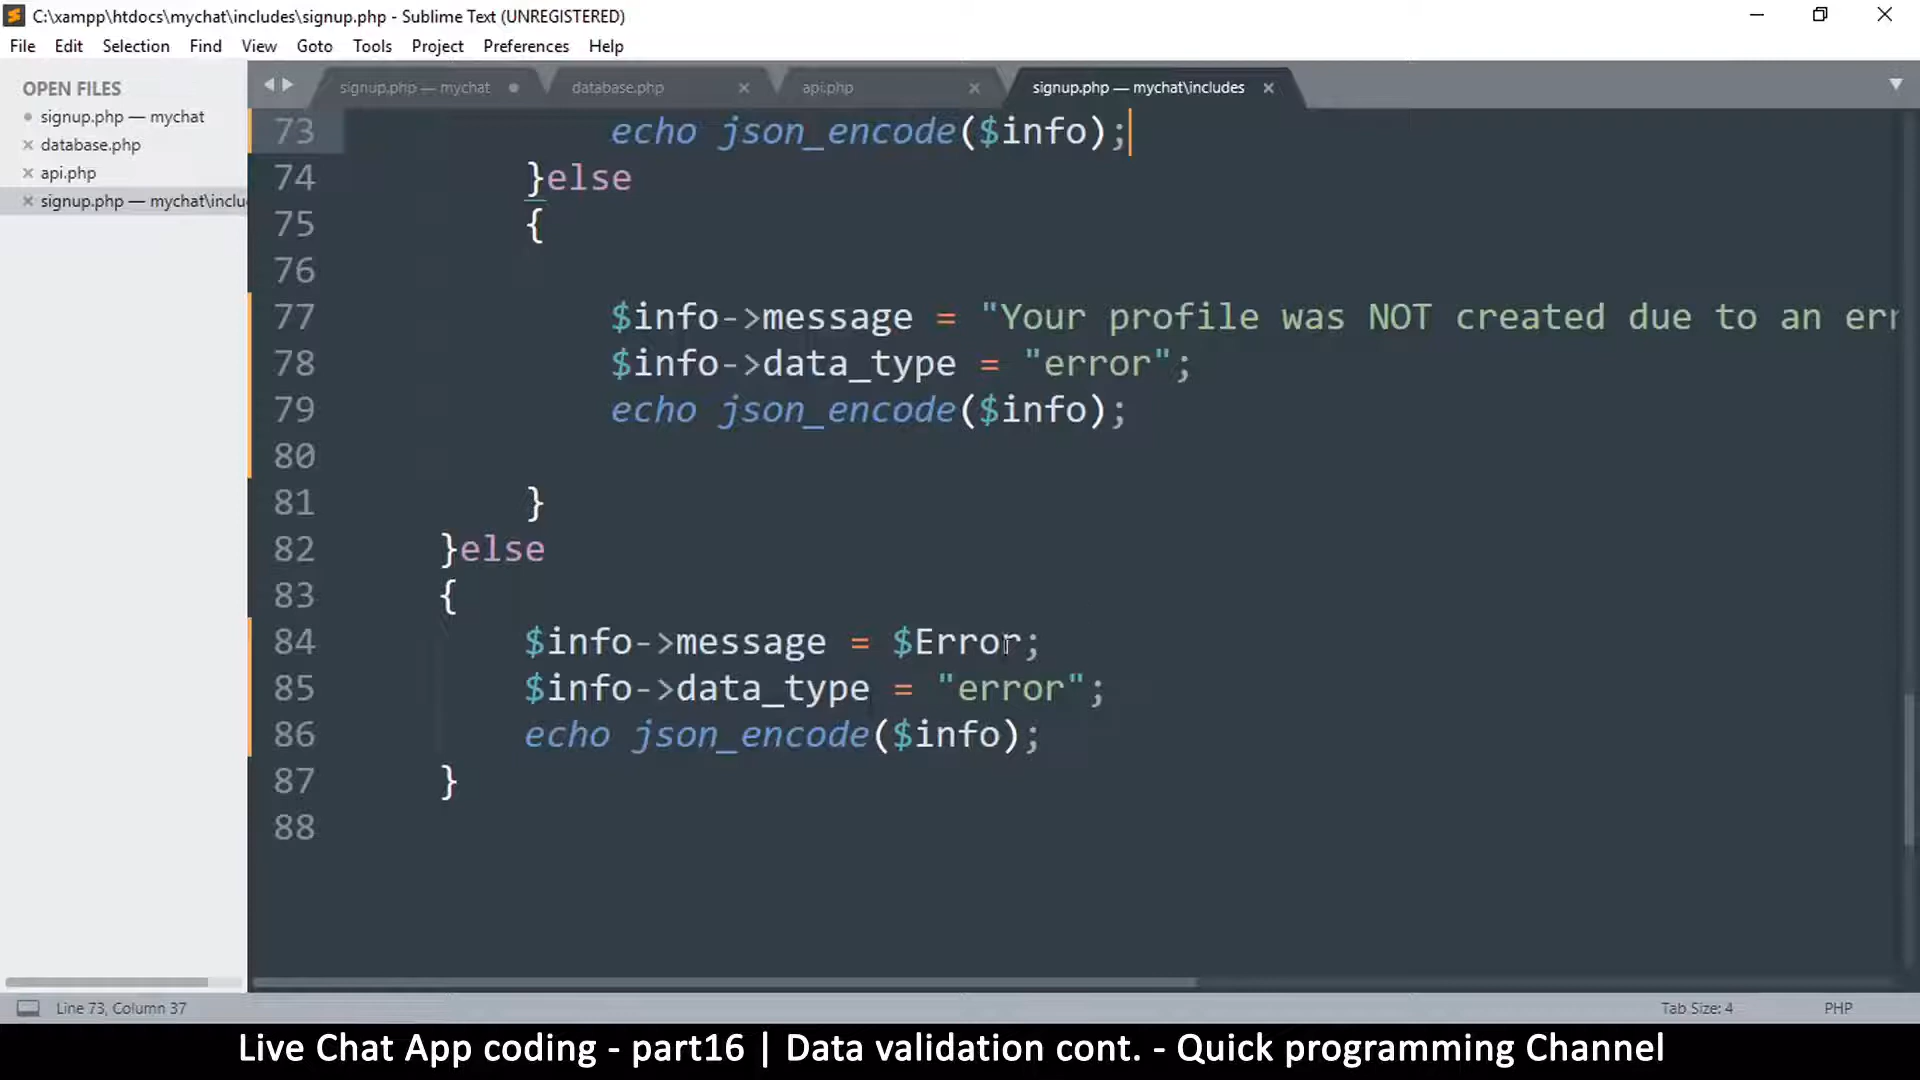 C:\xampp\htdocs\mychat\includes\signup.php - Sublime Text (UNREGISTERED)
File Edit Selection Find View Goto Tools Project Preferences Help
OPEN FILES
signup.php — mychat
database.php
api.php
signup.php — mychat\inclu
signup.php — mychat database.php api.php signup.php — mychat\includes
73 echo json_encode($info);
74 }else
75 {
76
77 $info->message = "Your profile was NOT created due to an err
78 $info->data_type = "error";
79 echo json_encode($info);
80
81 }
82 }else
83 {
84 $info->message = $Error;
85 $info->data_type = "error";
86 echo json_encode($info);
87 }
88
Line 73, Column 37 Tab Size: 4 PHP
Live Chat App coding - part16 | Data validation cont. - Quick programming Channel